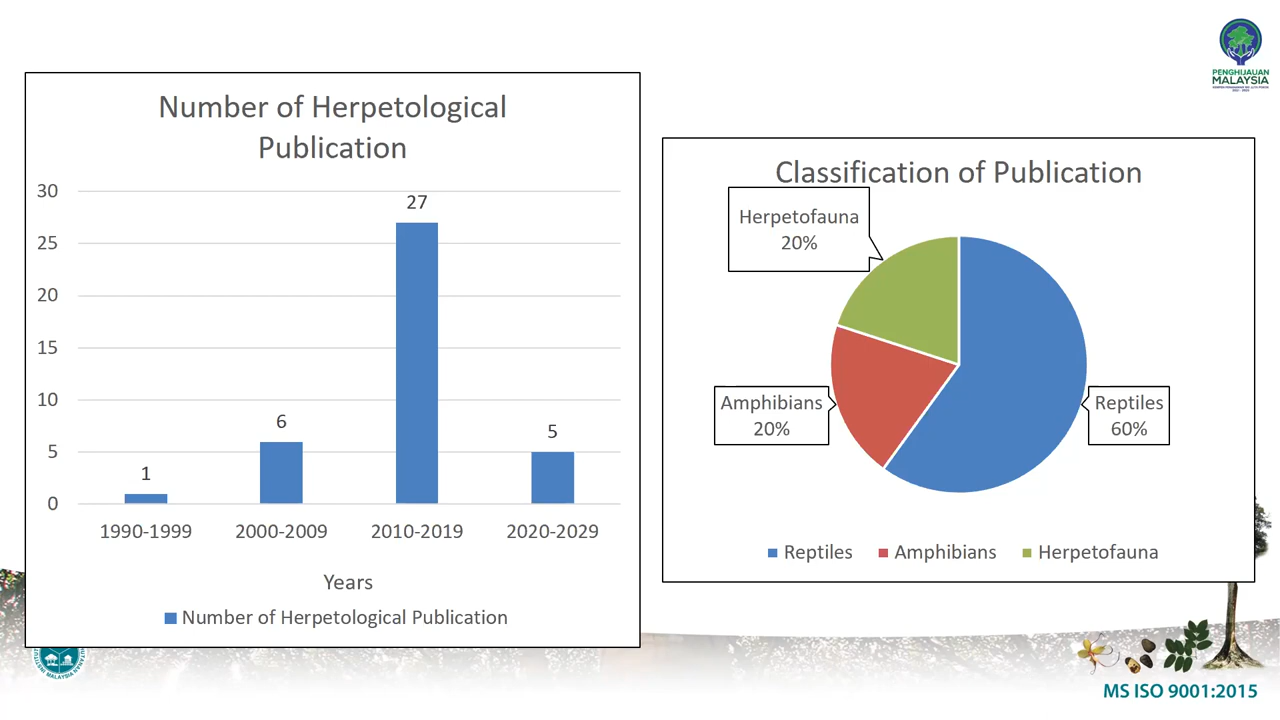 PENGHIJAUAN
MALAYSIA
Number of Herpetological
Publication
30
25
20
15
10
5
0
1
6
27
5
1990-1999
2000-2009
2010-2019
2020-2029
Years
Number of Herpetological Publication
Classification of Publication
Herpetofauna
20%
Amphibians
20%
Reptiles
60%
Reptiles
Amphibians
Herpetofauna
MS ISO 9001:2015